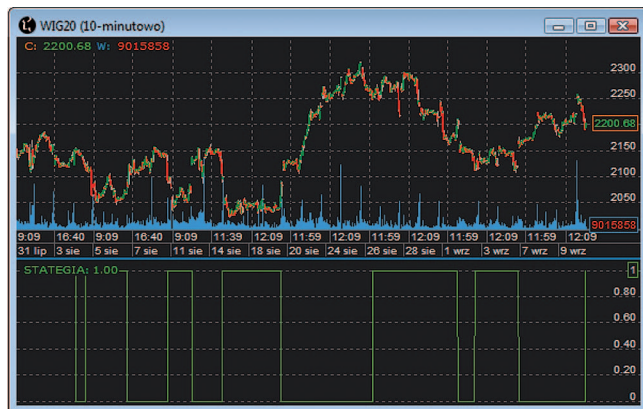 WIG20 (10-minutowo)
C: 2200.68 W: 9015858
2300
2250
2200.68
2150
2100
2050
9015858
9:09 16:40 9:09 16:40 9:09 11:39 12:09 11:59 12:09 11:59 12:09 11:59 12:09 11:59 12:09
31 lip 3 sie 5 sie 7 sie 11 sie 14 sie 18 sie 20 sie 24 sie 26 sie 28 sie 1 wrz 3 wrz 7 wrz 9 wrz
STATEGIA: 1.00
1
0.80
0.60
0.40
0.20
0